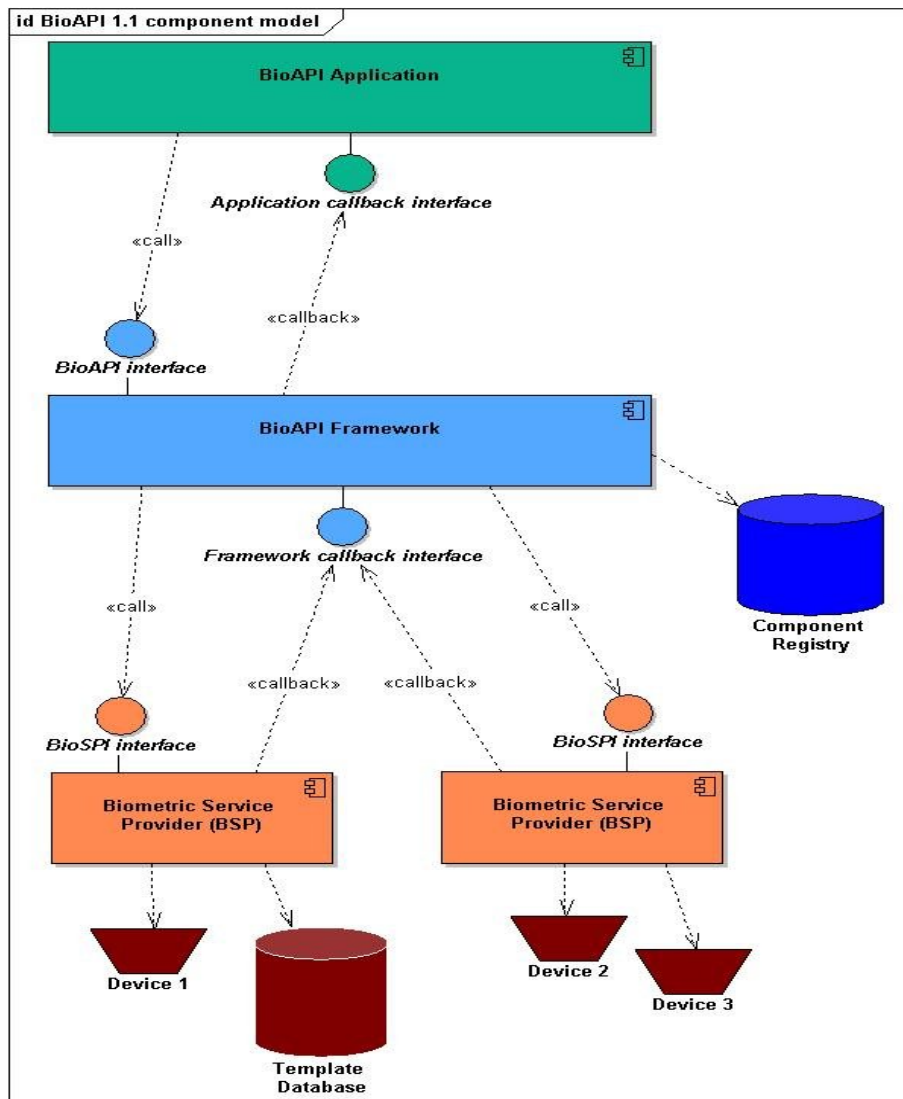 id BioAPI 1.1 component model
BioAPI Application
Application callback interface
«call»
«callback»
BioAPI interface
BioAPI Framework
Framework callback interface
Component
Registry
«call»
«call»
«callback»
«callback»
BioSPI interface
BioSPI interface
Biometric Service
Provider (BSP)
Biometric Service
Provider (BSP)
Device 1
Template
Database
Device 2
Device 3